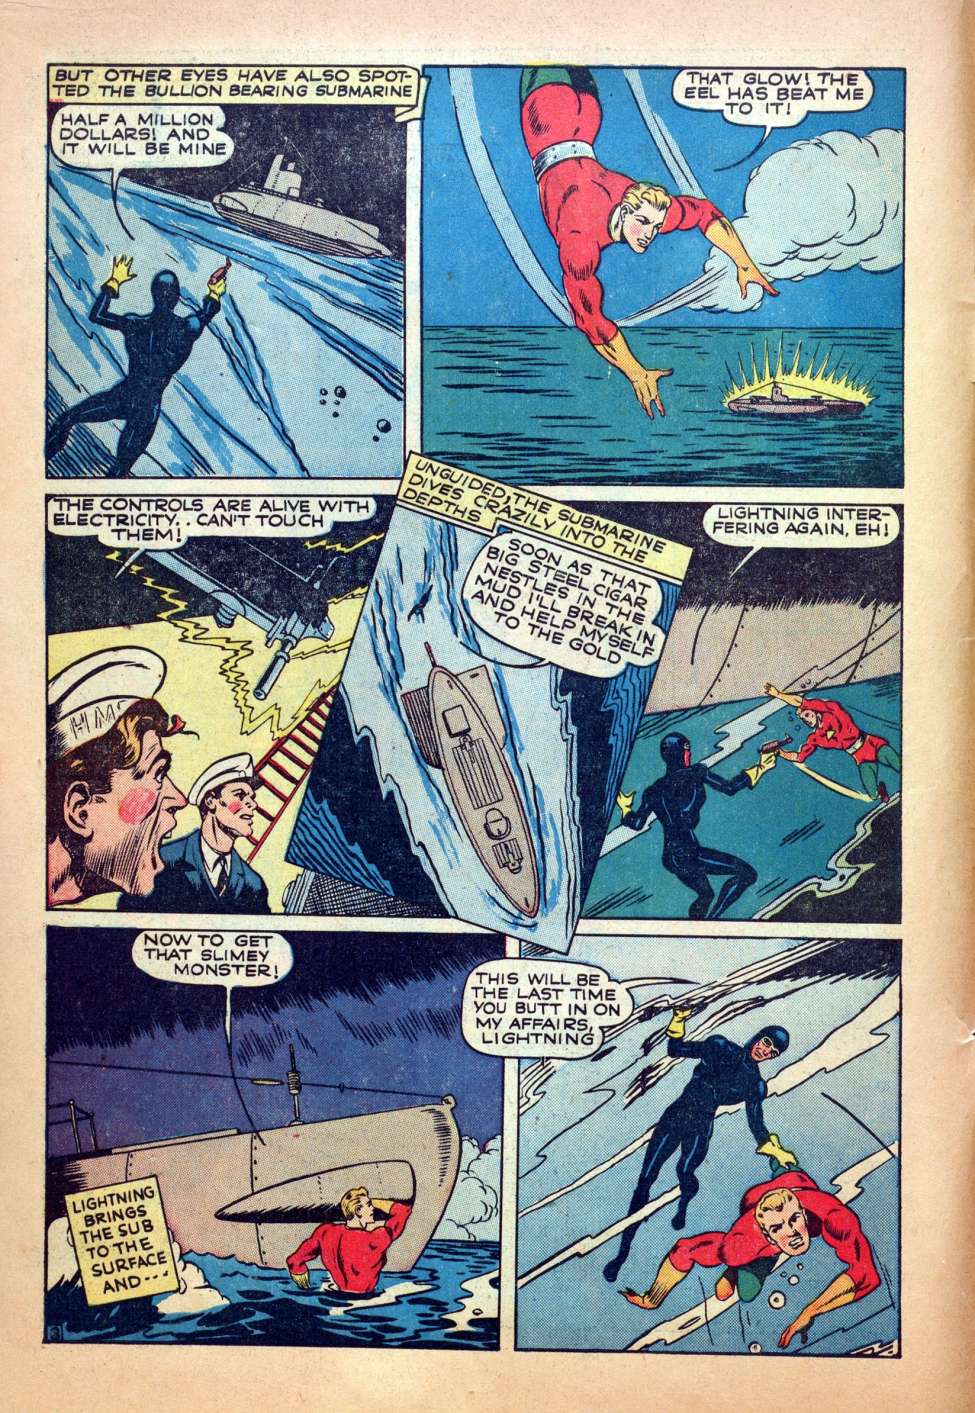 BUT OTHER EYES HAVE ALSO SPOT-
TED THE BULLION BEARING SUBMARINE
HALF A MILLION
DOLLARS! AND
IT WILL BE MINE
THAT GLOW! THE
EEL HAS BEAT ME
TO IT!
THE CONTROLS ARE ALIVE WITH
ELECTRICITY.. CAN'T TOUCH
THEM!
HMS
UNGUIDED, THE SUBMARINE
DIVES CRAZILY INTO THE
DEPTHS
SOON AS THAT
BIG STEEL CIGAR
NESTLES IN THE
MUD I'LL BREAK IN
AND HELP MYSELF
TO THE GOLD
LIGHTNING INTER-
FERING AGAIN, EH!
NOW TO GET
THAT SLIMEY
MONSTER!
LIGHTNING
BRINGS
THE SUB
TO THE
SURFACE
AND---
3
THIS WILL BE
THE LAST TIME
YOU BUTT IN ON
MY AFFAIRS,
LIGHTNING